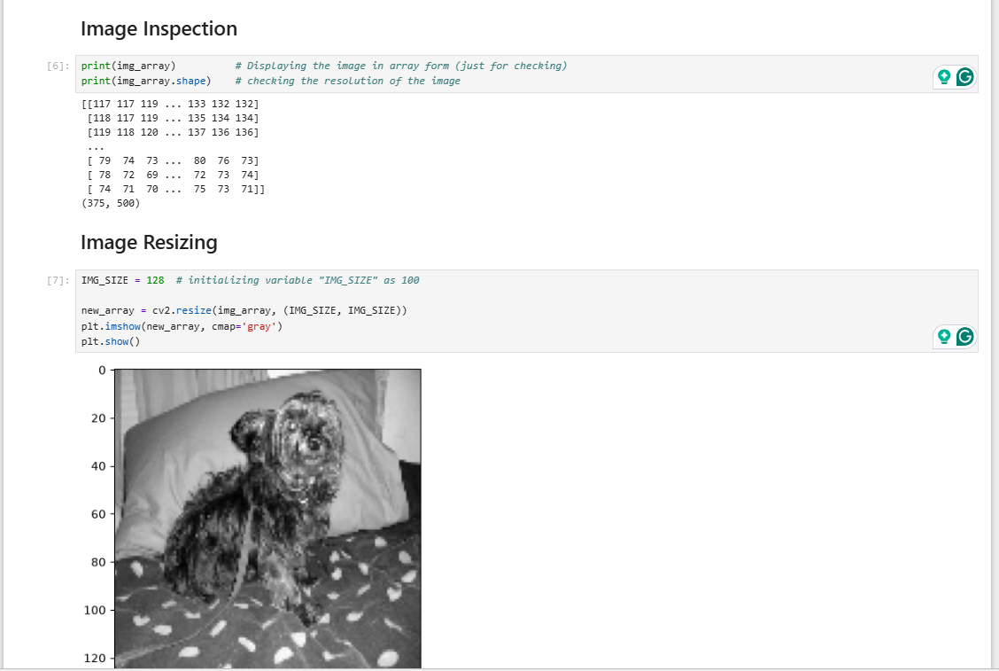 Image Inspection
[6]:
print(img_array)          # Displaying the image in array form (just for checking)
print(img_array.shape)    # checking the resolution of the image
[[117 117 119 ... 133 132 132]
 [118 117 119 ... 135 134 134]
 [119 118 120 ... 137 136 136]
 ...
 [ 79  74  73 ...  80  76  73]
 [ 78  72  69 ...  72  73  74]
 [ 74  71  70 ...  75  73  71]]
(375, 500)
Image Resizing
[7]:
IMG_SIZE = 128  # initializing variable "IMG_SIZE" as 100
new_array = cv2.resize(img_array, (IMG_SIZE, IMG_SIZE))
plt.imshow(new_array, cmap='gray')
plt.show()
0
20
40
60
80
100
120